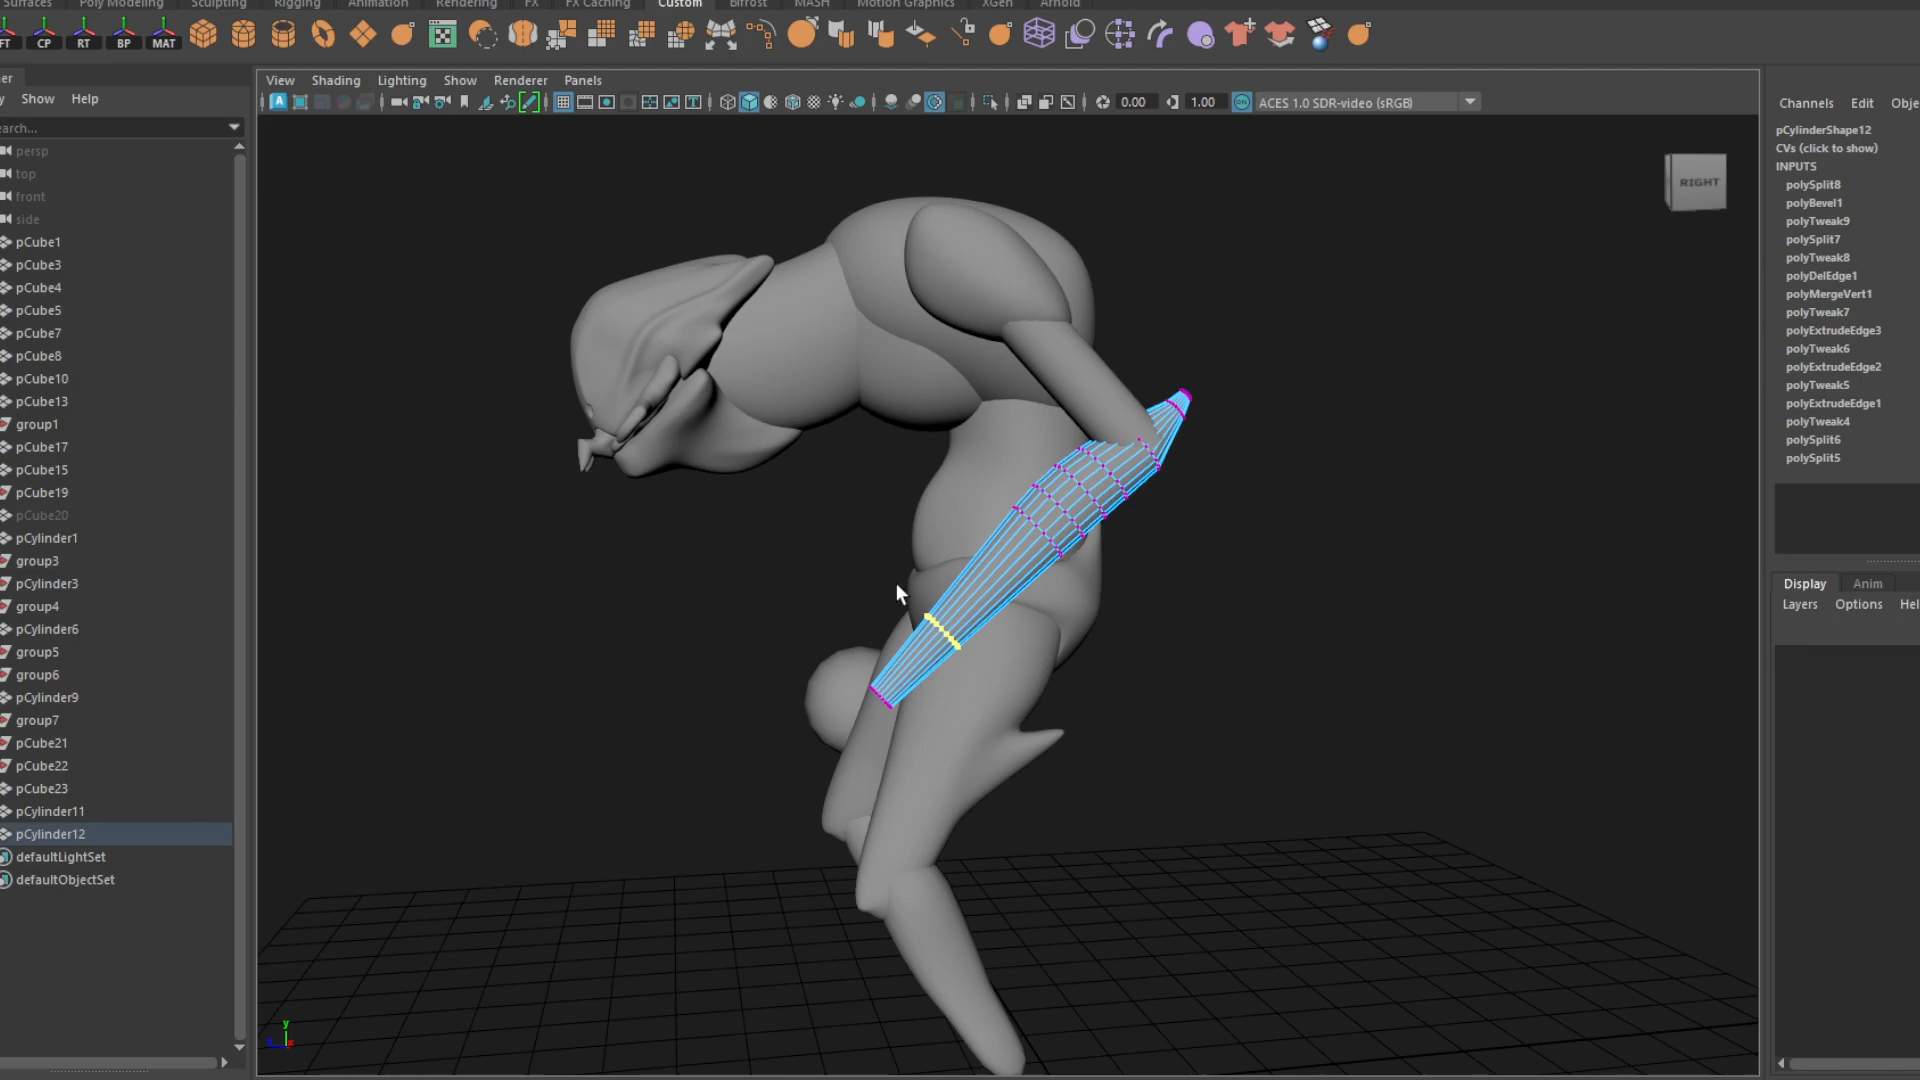 Surfaces Poly Modeling Sculpting Rigging Animation Rendering FX FX Caching Custom Bifrost MASH Motion Graphics XGen Arnold
FT CP RT BP MAT
View Shading Lighting Show Renderer Panels
0.00 1.00 ON ACES 1.0 SDR-video (sRGB)
Show Help
earch...
persp
top
front
side
pCube1
pCube3
pCube4
pCube5
pCube7
pCube8
pCube10
pCube13
group1
pCube17
pCube15
pCube19
pCube20
pCylinder1
group3
pCylinder3
group4
pCylinder6
group5
group6
pCylinder9
group7
pCube21
pCube22
pCube23
pCylinder11
pCylinder12
defaultLightSet
defaultObjectSet
RIGHT
y
Channels Edit Obje
pCylinderShape12
CVs (click to show)
INPUTS
polySplit8
polyBevel1
polyTweak9
polySplit7
polyTweak8
polyDelEdge1
polyMergeVert1
polyTweak7
polyExtrudeEdge3
polyTweak6
polyExtrudeEdge2
polyTweak5
polyExtrudeEdge1
polyTweak4
polySplit6
polySplit5
Display Anim
Layers Options Hel